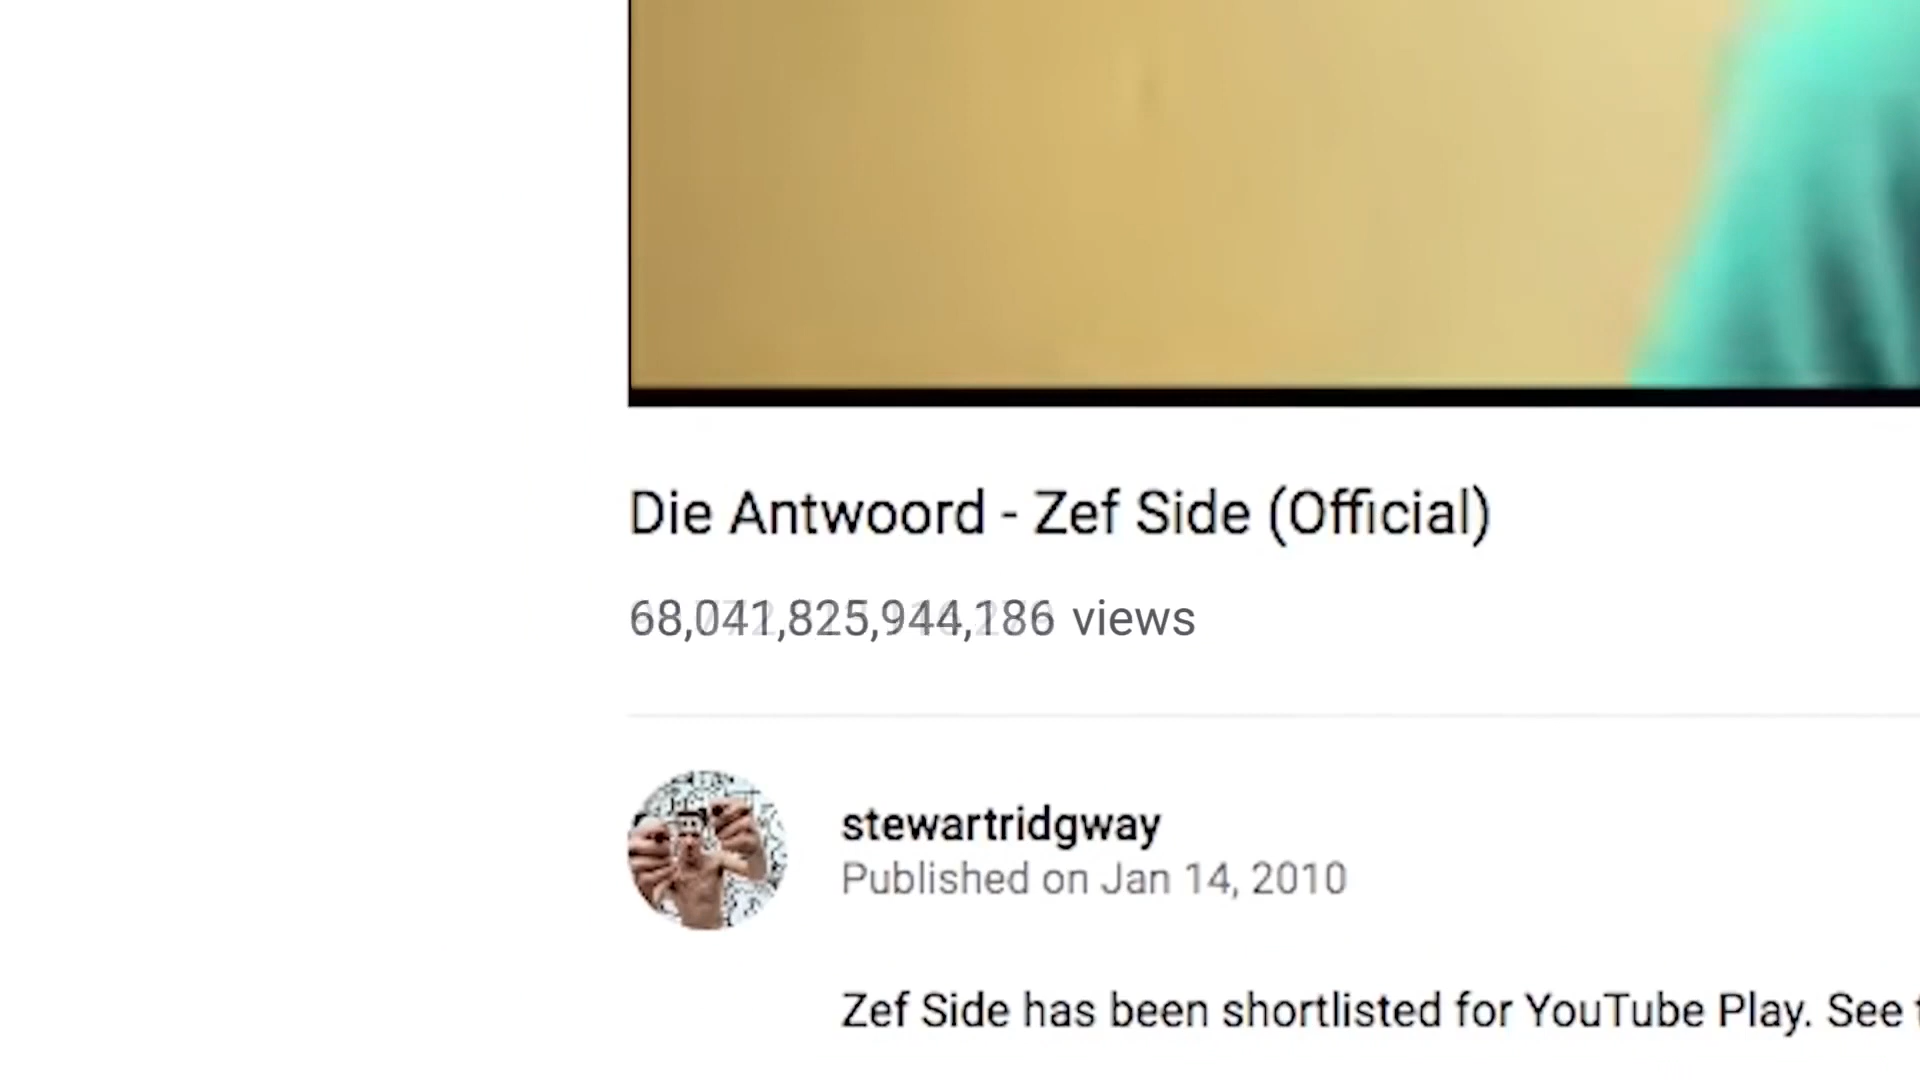 Die Antwoord - Zef Side (Official)
68,041,825,944,186 views
stewartridgway
Published on Jan 14, 2010
Zef Side has been shortlisted for YouTube Play. See